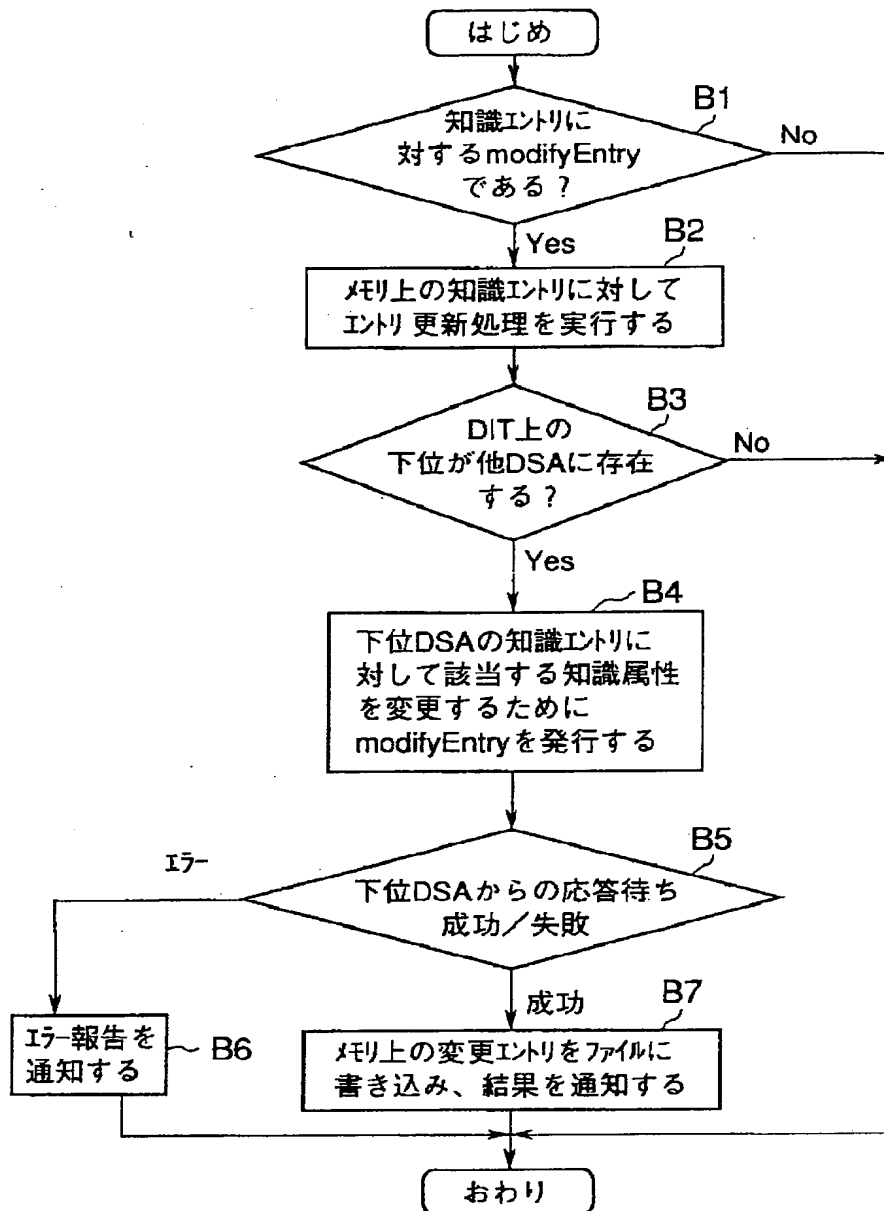 はじめ
B1
知識エントリに
対するmodifyEntry
である？
No
Yes
B2
メモリ上の知識エントリに対して
エントリ更新処理を実行する
B3
DIT上の
下位が他DSAに存在
する？
No
Yes
B4
下位DSAの知識エントリに
対して該当する知識属性
を変更するために
modifyEntryを発行する
B5
エラー
下位DSAからの応答待ち
成功／失敗
成功
B7
エラー報告を
通知する
B6
メモリ上の変更エントリをファイルに
書き込み、結果を通知する
おわり